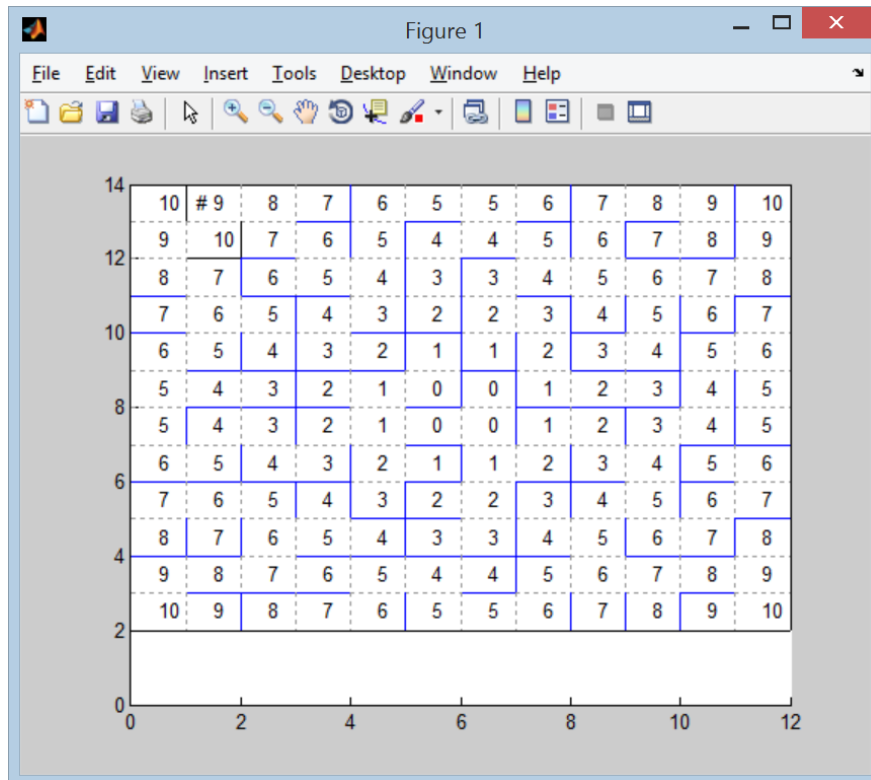 Figure 1
File Edit View Insert Tools Desktop Window Help
14
10 # 9 8 7 6 5 5 6 7 8 9 10
9 10 7 6 5 4 4 5 6 7 8 9
12
8 7 6 5 4 3 3 4 5 6 7 8
7 6 5 4 3 2 2 3 4 5 6 7
10
6 5 4 3 2 1 1 2 3 4 5 6
5 4 3 2 1 0 0 1 2 3 4 5
8
5 4 3 2 1 0 0 1 2 3 4 5
6 5 4 3 2 1 1 2 3 4 5 6
6
7 6 5 4 3 2 2 3 4 5 6 7
8 7 6 5 4 3 3 4 5 6 7 8
4
9 8 7 6 5 4 4 5 6 7 8 9
10 9 8 7 6 5 5 6 7 8 9 10
2
0
0 2 4 6 8 10 12